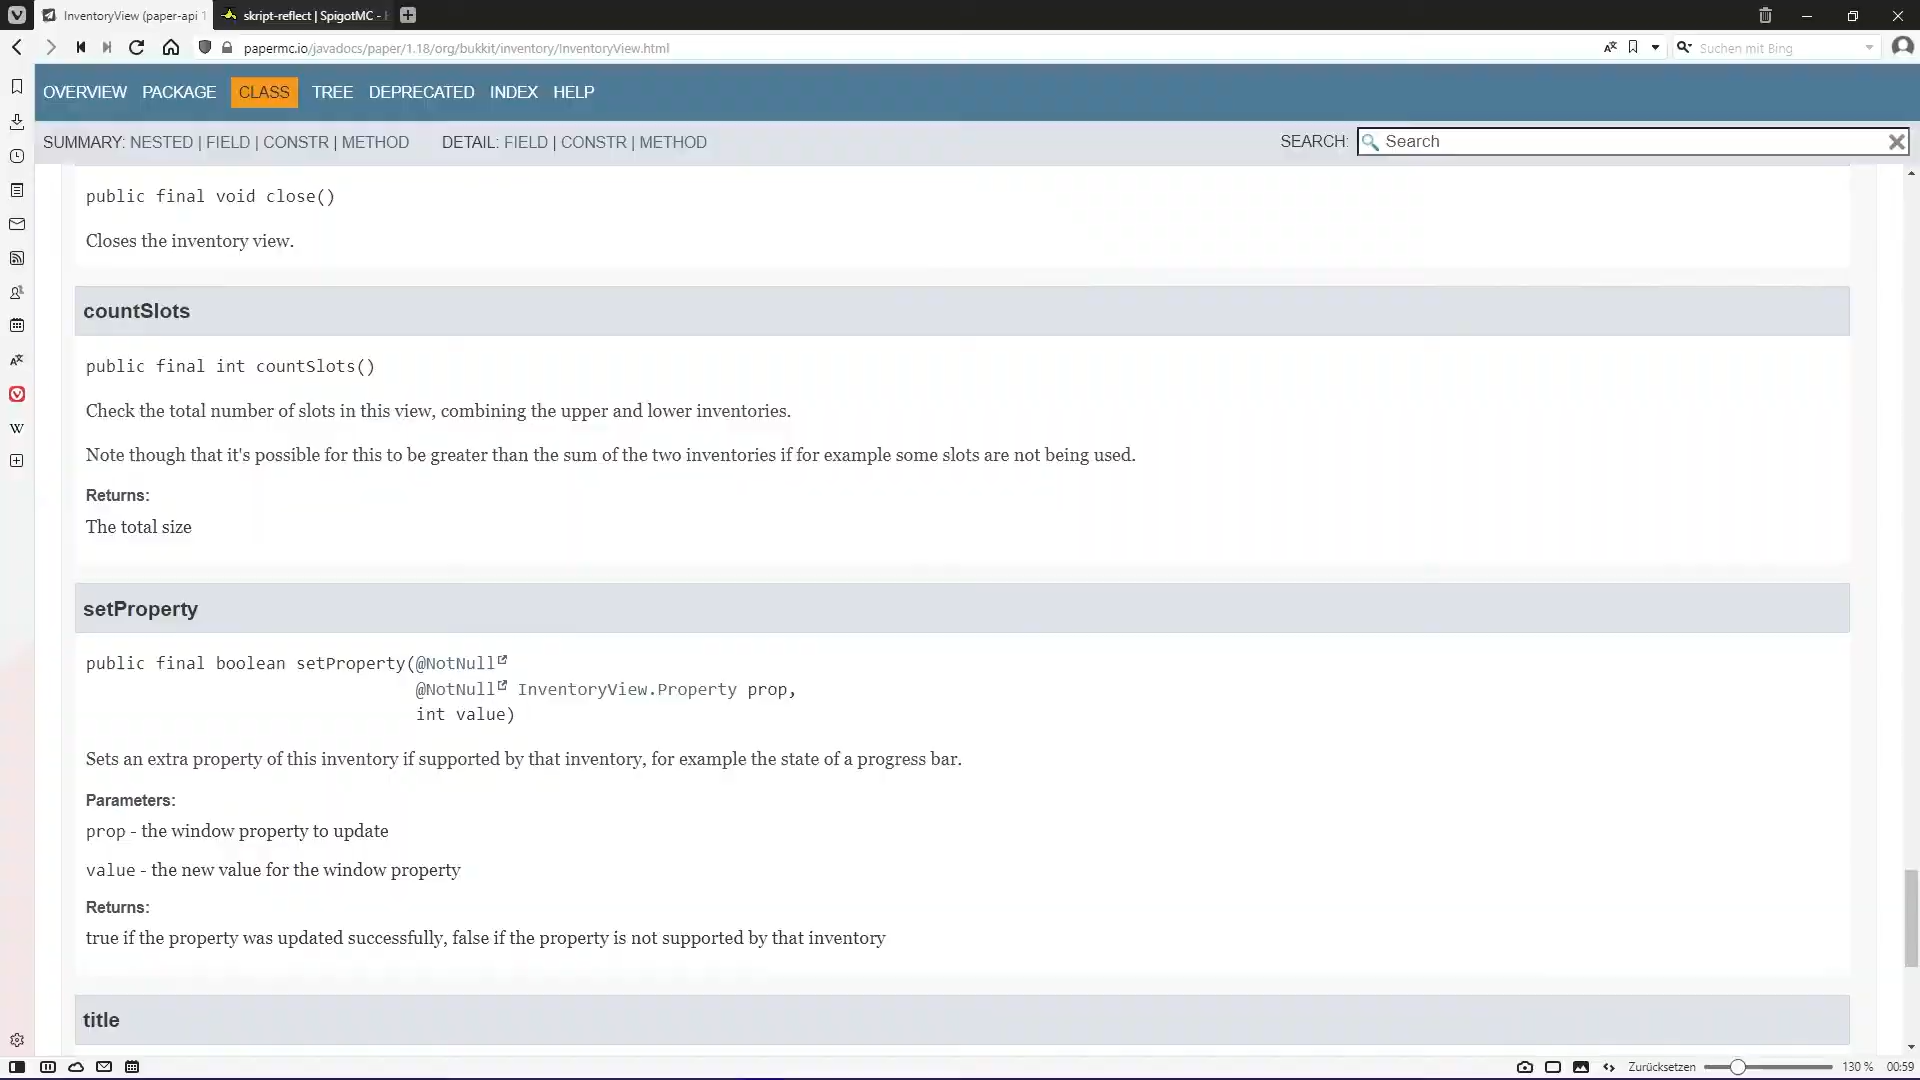 InventoryView (paper-api 1
skript-reflect | SpigotMC -
papermc.io/javadocs/paper/1.18/org/bukkit/inventory/InventoryView.html
Suchen mit Bing
OVERVIEW PACKAGE CLASS TREE DEPRECATED INDEX HELP
SUMMARY: NESTED | FIELD | CONSTR | METHOD DETAIL: FIELD | CONSTR | METHOD
SEARCH: Search
public final void close()
Closes the inventory view.
countSlots
public final int countSlots()
Check the total number of slots in this view, combining the upper and lower inventories.
Note though that it's possible for this to be greater than the sum of the two inventories if for example some slots are not being used.
Returns:
The total size
setProperty
public final boolean setProperty(@NotNull
@NotNull InventoryView.Property prop,
int value)
Sets an extra property of this inventory if supported by that inventory, for example the state of a progress bar.
Parameters:
prop - the window property to update
value - the new value for the window property
Returns:
true if the property was updated successfully, false if the property is not supported by that inventory
title
Zurücksetzen 130 % 00:59